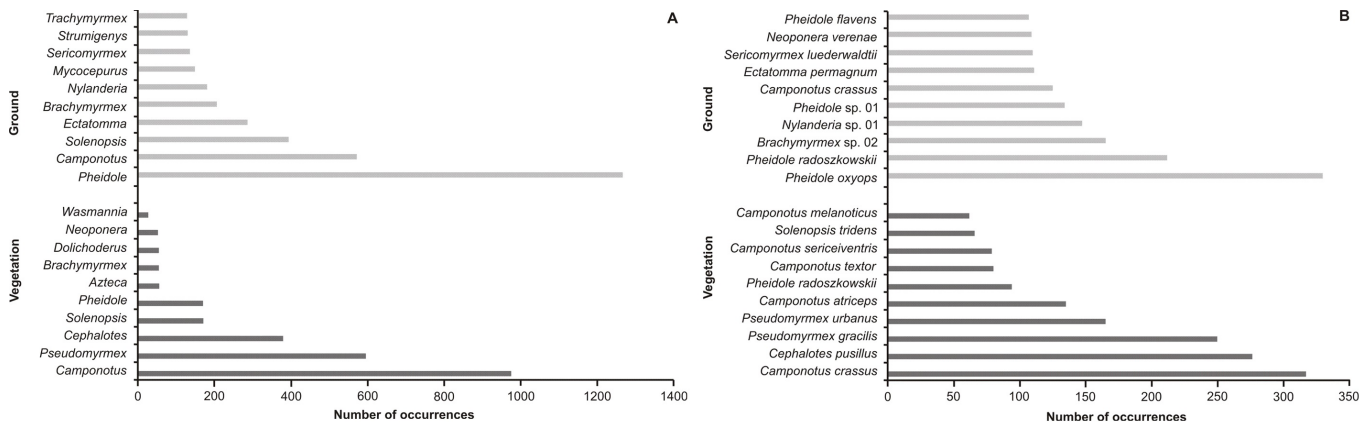 A
Ground
Trachymyrmex
Strumigenys
Sericomyrmex
Mycocepurus
Nylanderia
Brachymyrmex
Ectatomma
Solenopsis
Camponotus
Pheidole
Vegetation
Wasmannia
Neoponera
Dolichoderus
Brachymyrmex
Azteca
Pheidole
Solenopsis
Cephalotes
Pseudomyrmex
Camponotus
0 200 400 600 800 1000 1200 1400
Number of occurrences
B
Ground
Pheidole flavens
Neoponera verenae
Sericomyrmex luederwaldtii
Ectatomma permagnum
Camponotus crassus
Pheidole sp. 01
Nylanderia sp. 01
Brachymyrmex sp. 02
Pheidole radoszkowskii
Pheidole oxyops
Vegetation
Camponotus melanoticus
Solenopsis tridens
Camponotus sericeiventris
Camponotus textor
Pheidole radoszkowskii
Camponotus atriceps
Pseudomyrmex urbanus
Pseudomyrmex gracilis
Cephalotes pusillus
Camponotus crassus
0 50 100 150 200 250 300 350
Number of occurrences